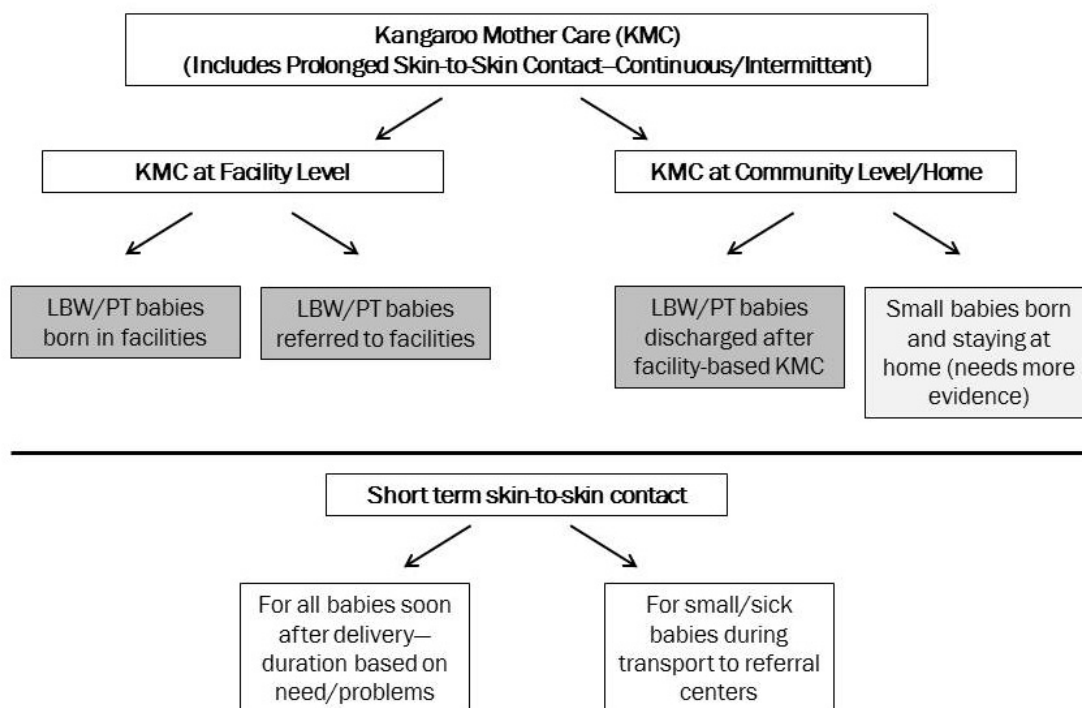 Kangaroo Mother Care (KMC)
(Includes Prolonged Skin-to-Skin Contact–Continuous/Intermittent)
KMC at Facility Level
KMC at Community Level/Home
LBW/PT babies
born in facilities
LBW/PT babies
referred to facilities
LBW/PT babies
discharged after
facility-based KMC
Small babies born
and staying at
home (needs more
evidence)
Short term skin-to-skin contact
For all babies soon
after delivery—
duration based on
need/problems
For small/sick
babies during
transport to referral
centers